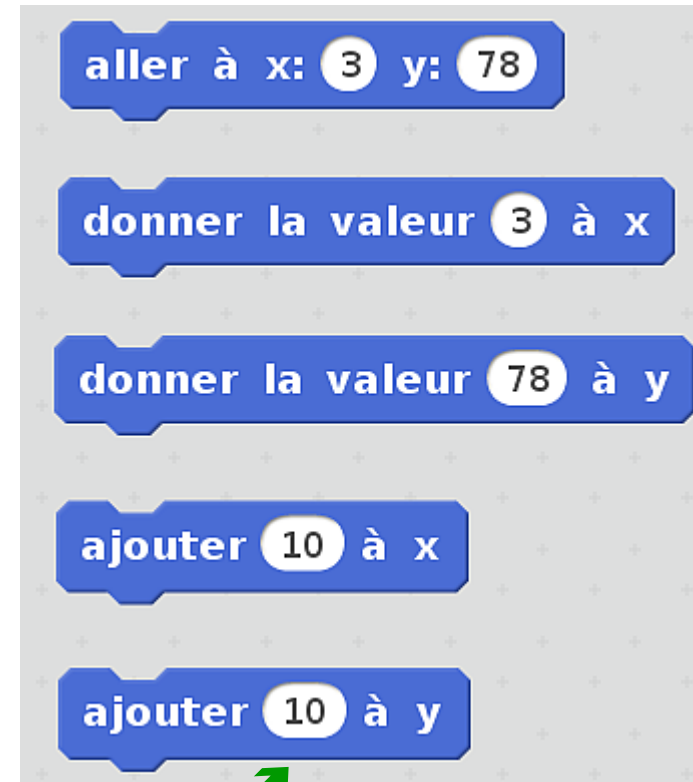 aller à x: 3 y: 78
donner la valeur 3 à x
donner la valeur 78 à y
ajouter 10 à x
ajouter 10 à y